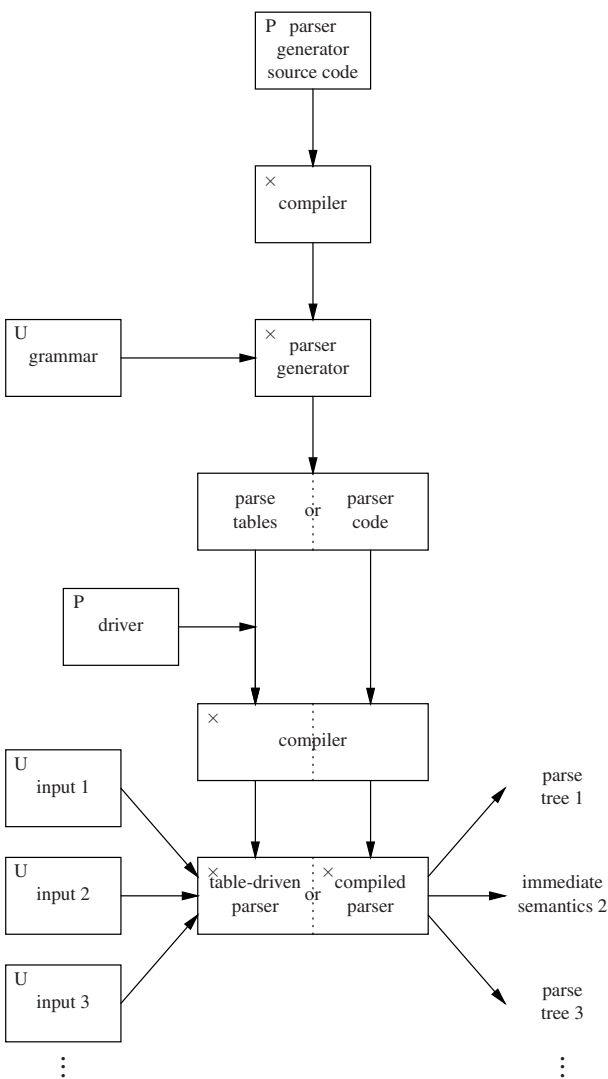 P parser
generator
source code
×
compiler
U
grammar
×
parser
generator
parse
tables
or
parser
code
P
driver
×
compiler
U
input 1
parse
tree 1
U
input 2
×
table-driven
parser
or
×
compiled
parser
immediate
semantics 2
U
input 3
parse
tree 3
⋮
⋮